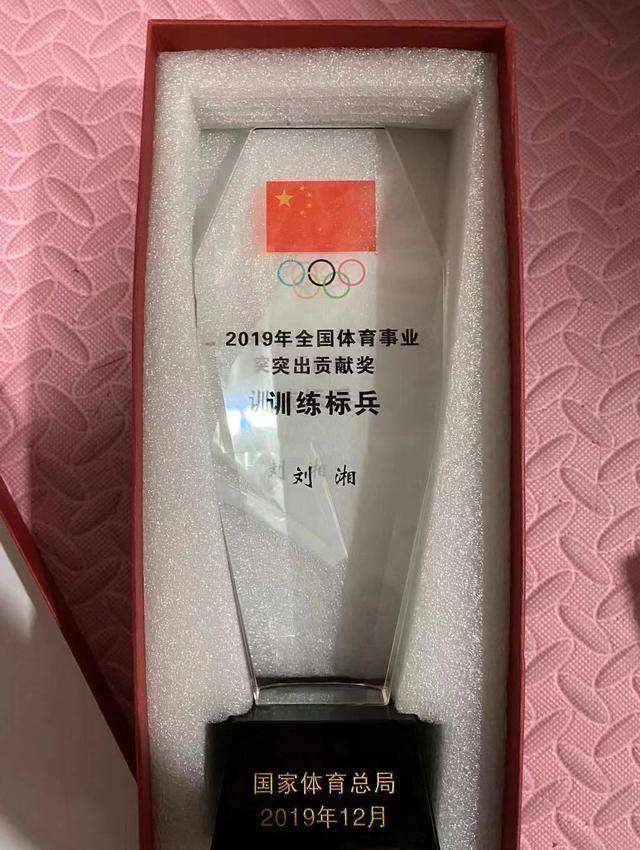 2019年全国体育事业
突出贡献奖
训练标兵
刘湘
国家体育总局
2019年12月